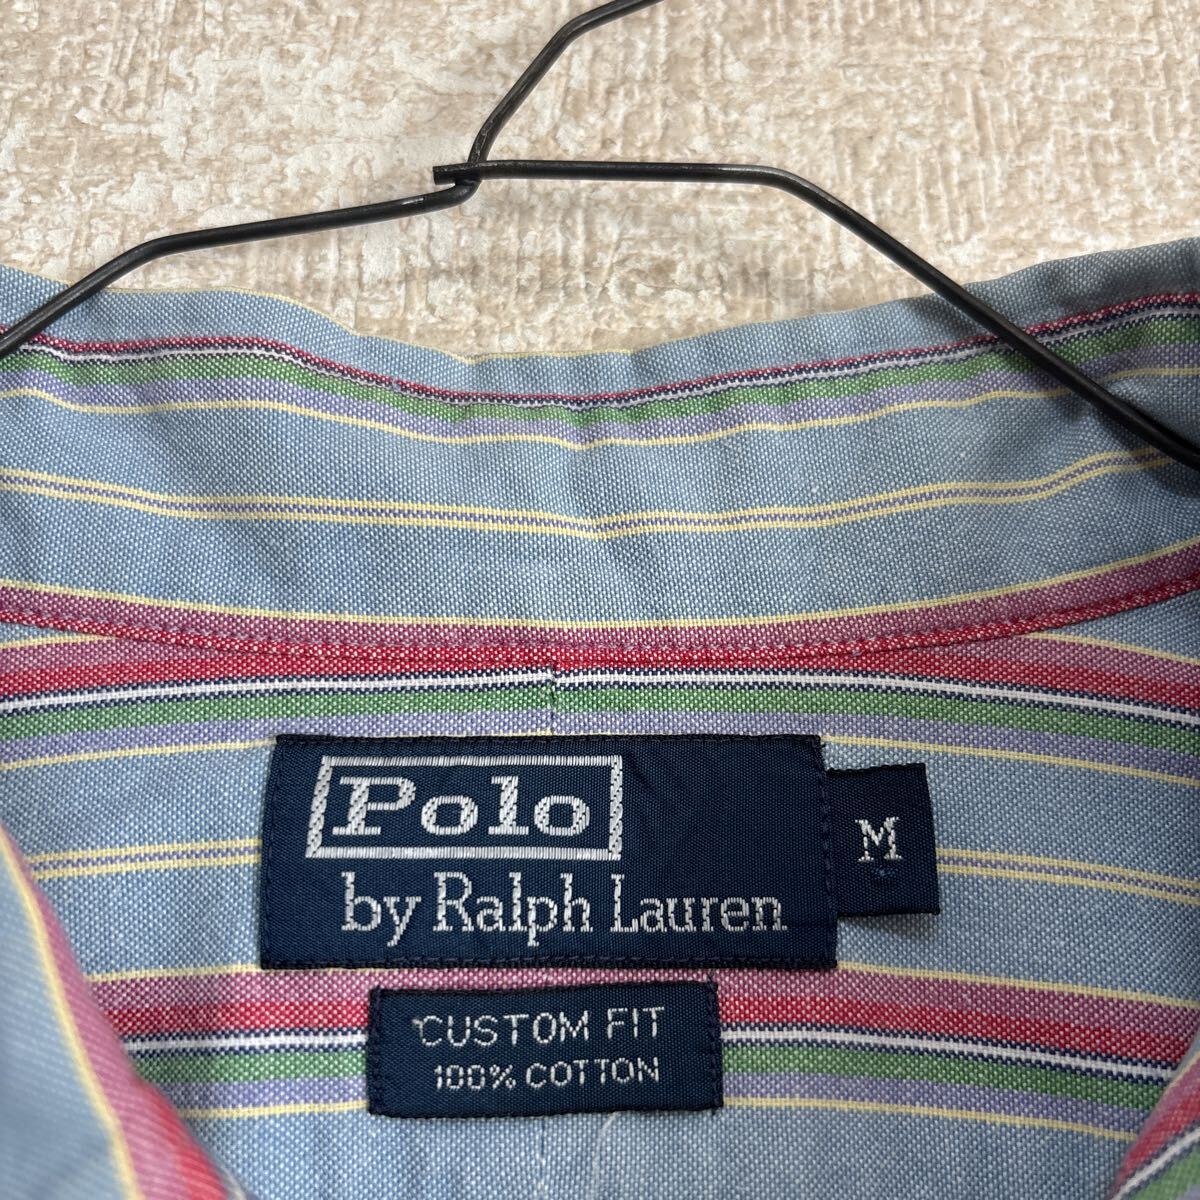 Polo
by Ralph Lauren
M
CUSTOM FIT
100% COTTON